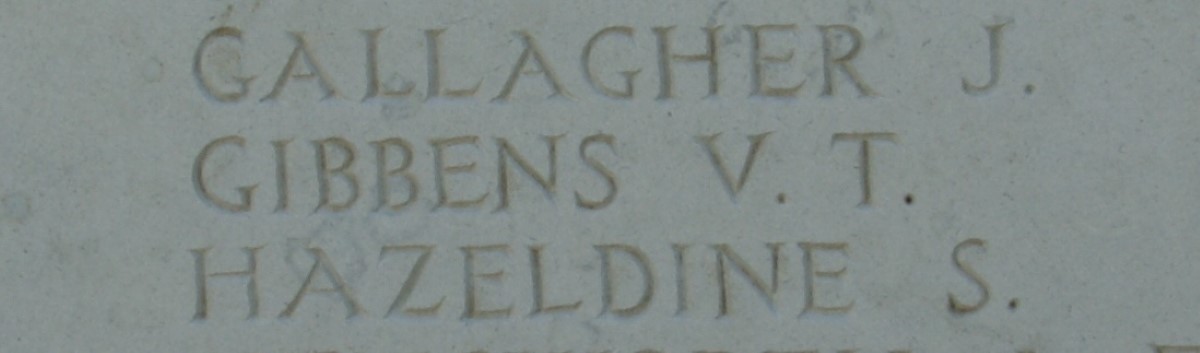 GALLAGHER J.
GIBBENS V. T.
HAZELDINE S.